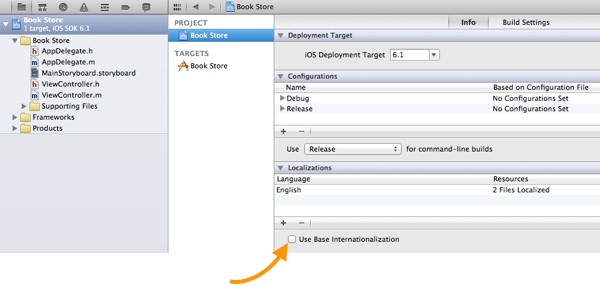 Book Store
1 target, iOS SDK 6.1
Book Store
h AppDelegate.h
m AppDelegate.m
MainStoryboard.storyboard
h ViewController.h
m ViewController.m
Supporting Files
Frameworks
Products
Book Store
PROJECT
Book Store
TARGETS
Book Store
Info Build Settings
Deployment Target
iOS Deployment Target 6.1
Configurations
Name Based on Configuration File
Debug No Configurations Set
Release No Configurations Set
Use Release for command-line builds
Localizations
Language Resources
English 2 Files Localized
Use Base Internationalization